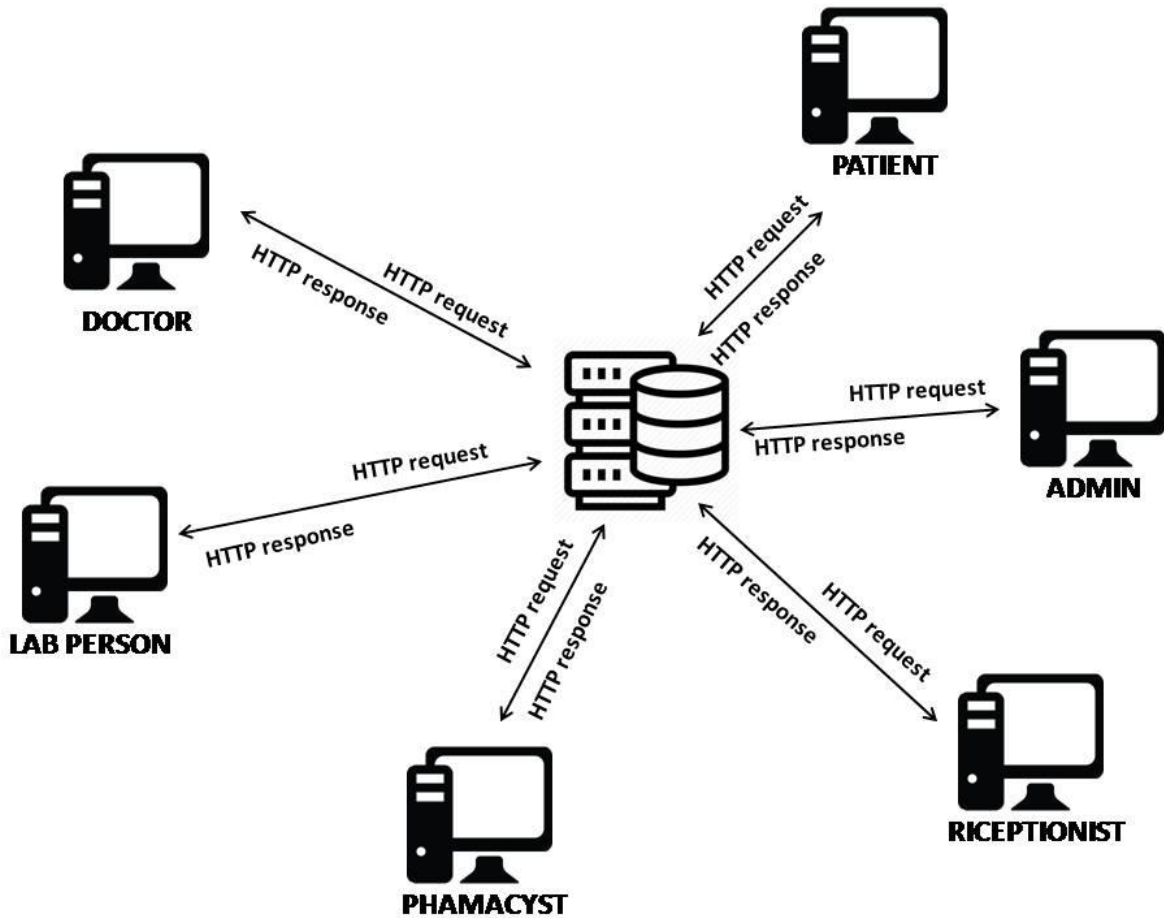 PATIENT
HTTP request
HTTP response
DOCTOR
HTTP request
HTTP response
HTTP request
HTTP response
ADMIN
HTTP request
HTTP response
LAB PERSON
HTTP request
HTTP response
PHAMACYST
HTTP request
HTTP response
RICEPTIONIST